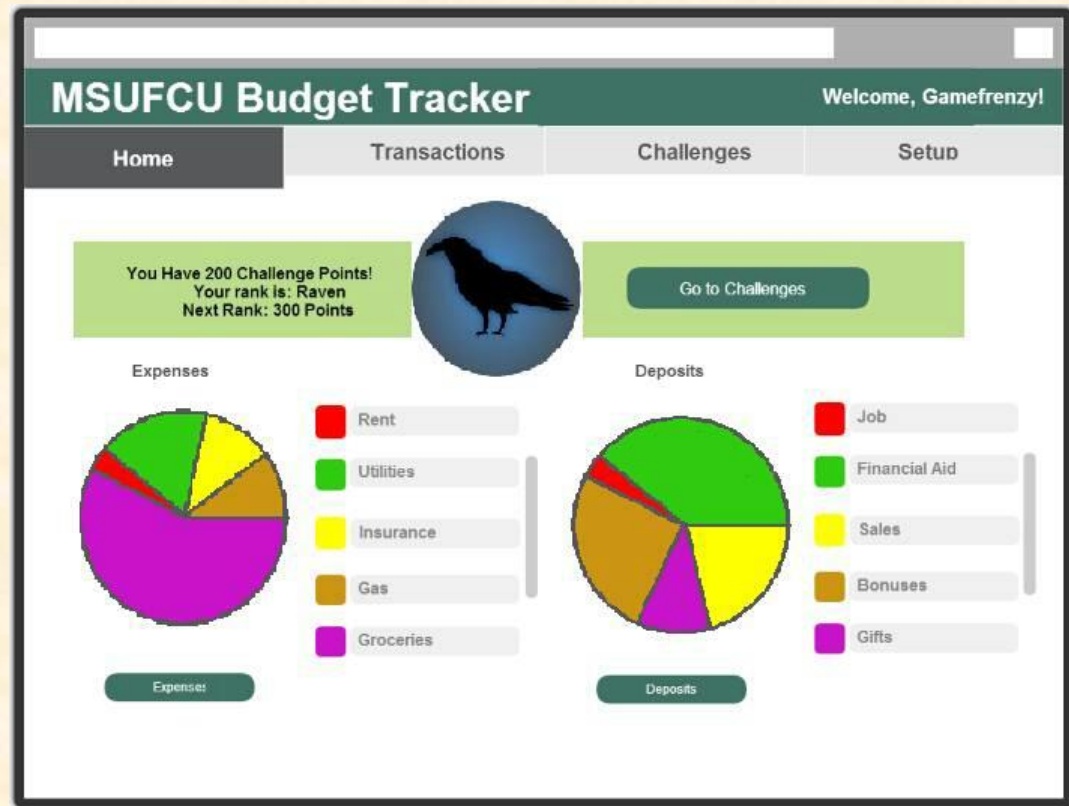 MSUFCU Budget Tracker
Welcome, Gamefrenzy!
Home
Transactions
Challenges
Setup
You Have 200 Challenge Points!
Your rank is: Raven
Next Rank: 300 Points
Go to Challenges
Expenses
Rent
Utilities
Insurance
Gas
Groceries
Expenses
Deposits
Job
Financial Aid
Sales
Bonuses
Gifts
Deposits